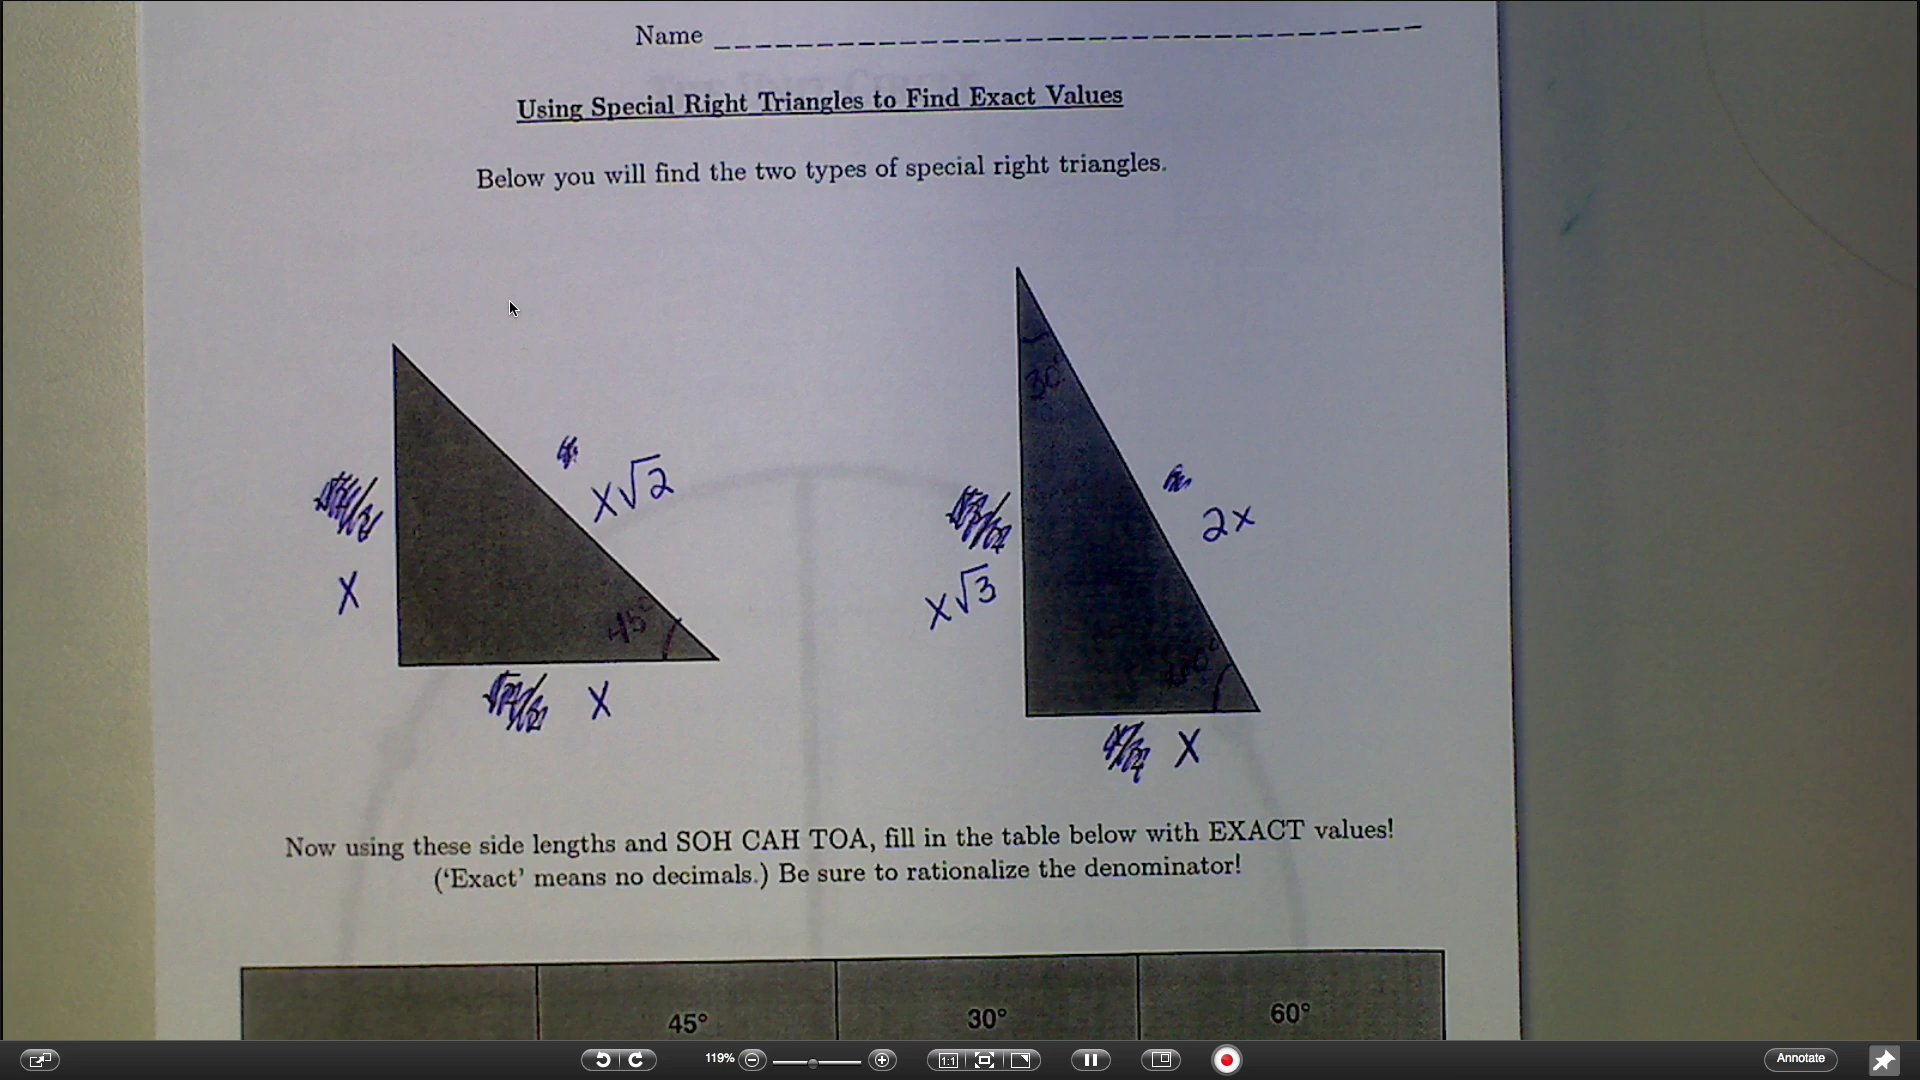 Name
Using Special Right Triangles to Find Exact Values
Below you will find the two types of special right triangles.
30°
x√2
2x
x
x√3
45°
60°
x
x
Now using these side lengths and SOH CAH TOA, fill in the table below with EXACT values!
('Exact' means no decimals.) Be sure to rationalize the denominator!
45°
30°
60°
119%
1:1
Annotate